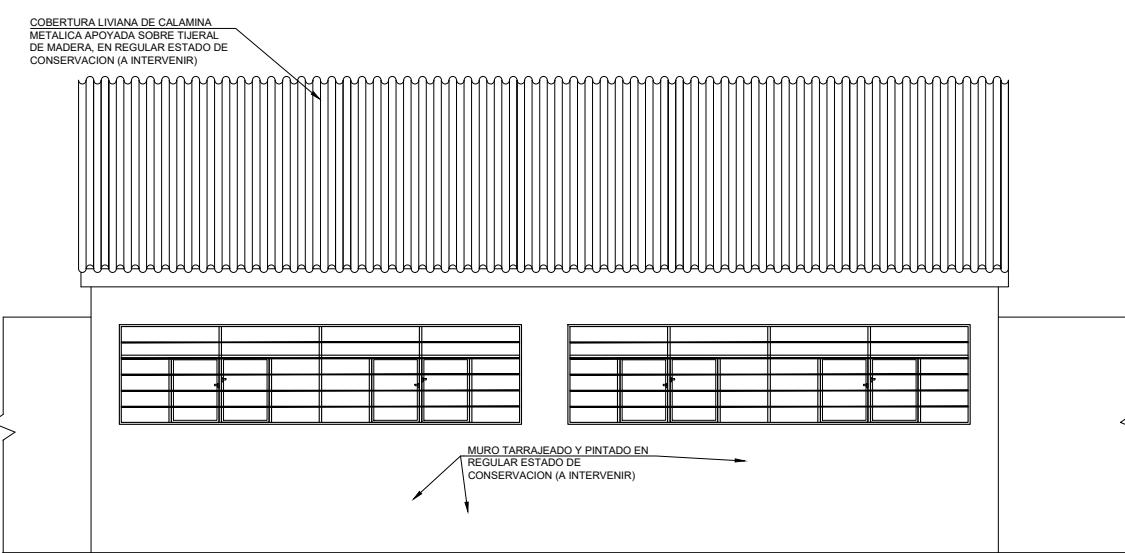 COBERTURA LIVIANA DE CALAMINA
METALICA APOYADA SOBRE TIJERAL
DE MADERA, EN REGULAR ESTADO DE
CONSERVACION (A INTERVENIR)
MURO TARRAJEADO Y PINTADO EN
REGULAR ESTADO DE
CONSERVACION (A INTERVENIR)